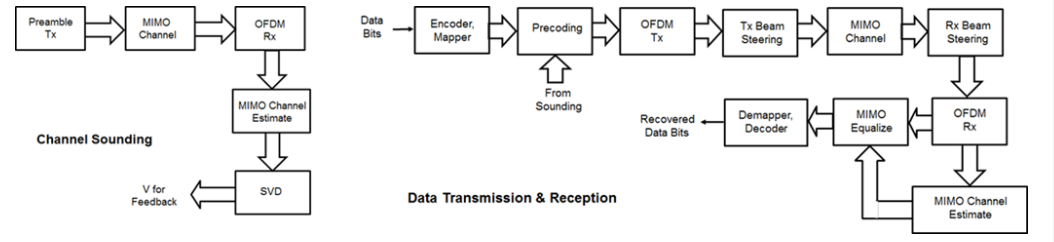 Preamble
Tx
MIMO
Channel
OFDM
Rx
MIMO Channel
Estimate
Channel Sounding
SVD
V for
Feedback
Data
Bits
Encoder,
Mapper
Precoding
OFDM
Tx
Tx Beam
Steering
MIMO
Channel
Rx Beam
Steering
From
Sounding
Recovered
Data Bits
Demapper,
Decoder
MIMO
Equalize
OFDM
Rx
MIMO Channel
Estimate
Data Transmission & Reception